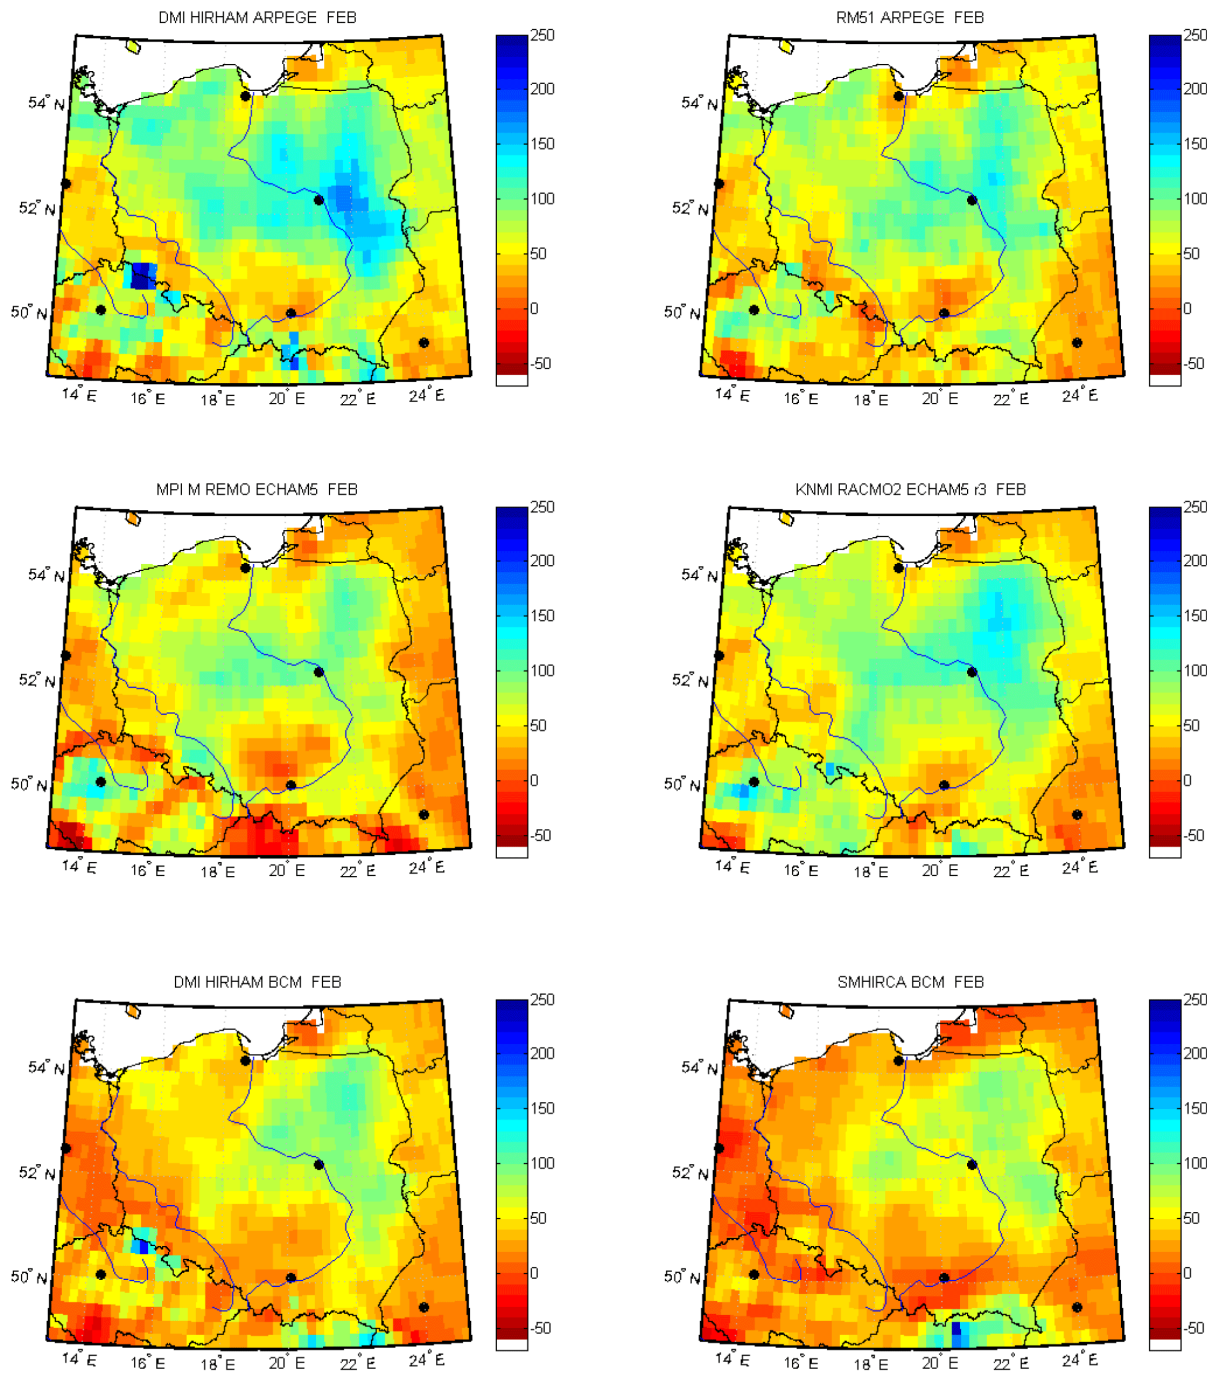 DMI HIRHAM ARPEGE FEB
250
200
150
100
50
0
-50
54° N
52° N
50° N
14° E
16° E
18° E
20° E
22° E
24° E
RM51 ARPEGE FEB
250
200
150
100
50
0
-50
54° N
52° N
50° N
14° E
16° E
18° E
20° E
22° E
24° E
MPI M REMO ECHAM5 FEB
250
200
150
100
50
0
-50
54° N
52° N
50° N
14° E
16° E
18° E
20° E
22° E
24° E
KNMI RACMO2 ECHAM5 r3 FEB
250
200
150
100
50
0
-50
54° N
52° N
50° N
14° E
16° E
18° E
20° E
22° E
24° E
DMI HIRHAM BCM FEB
250
200
150
100
50
0
-50
54° N
52° N
50° N
14° E
16° E
18° E
20° E
22° E
24° E
SMHIRCA BCM FEB
250
200
150
100
50
0
-50
54° N
52° N
50° N
14° E
16° E
18° E
20° E
22° E
24° E